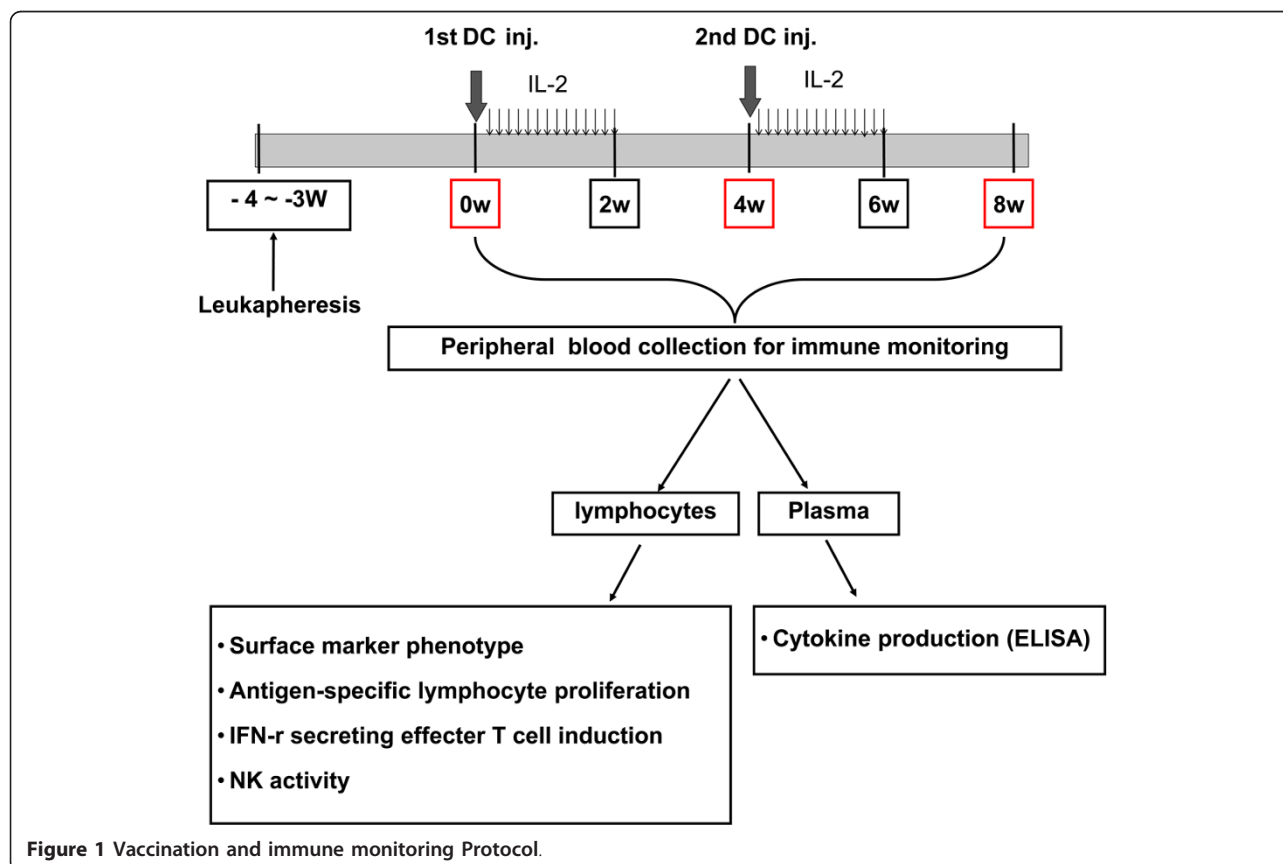 1st DC inj.
2nd DC inj.
IL-2
IL-2
- 4 ~ -3W
0w
2w
4w
6w
8w
Leukapheresis
Peripheral blood collection for immune monitoring
lymphocytes
Plasma
• Surface marker phenotype
• Antigen-specific lymphocyte proliferation
• IFN-r secreting effecter T cell induction
• NK activity
• Cytokine production (ELISA)
Figure 1 Vaccination and immune monitoring Protocol.